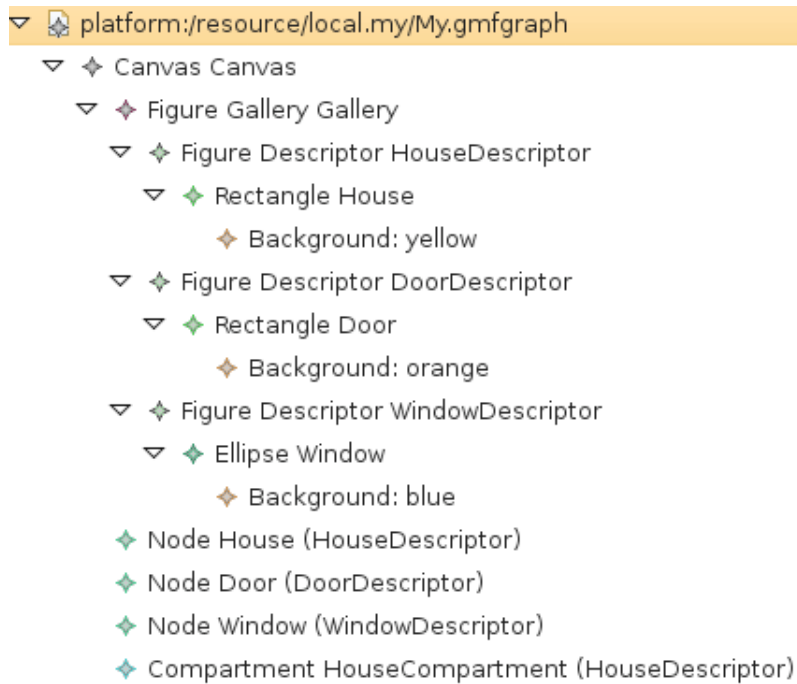 platform:/resource/local.my/My.gmfgraph
Canvas Canvas
Figure Gallery Gallery
Figure Descriptor HouseDescriptor
Rectangle House
Background: yellow
Figure Descriptor DoorDescriptor
Rectangle Door
Background: orange
Figure Descriptor WindowDescriptor
Ellipse Window
Background: blue
Node House (HouseDescriptor)
Node Door (DoorDescriptor)
Node Window (WindowDescriptor)
Compartment HouseCompartment (HouseDescriptor)